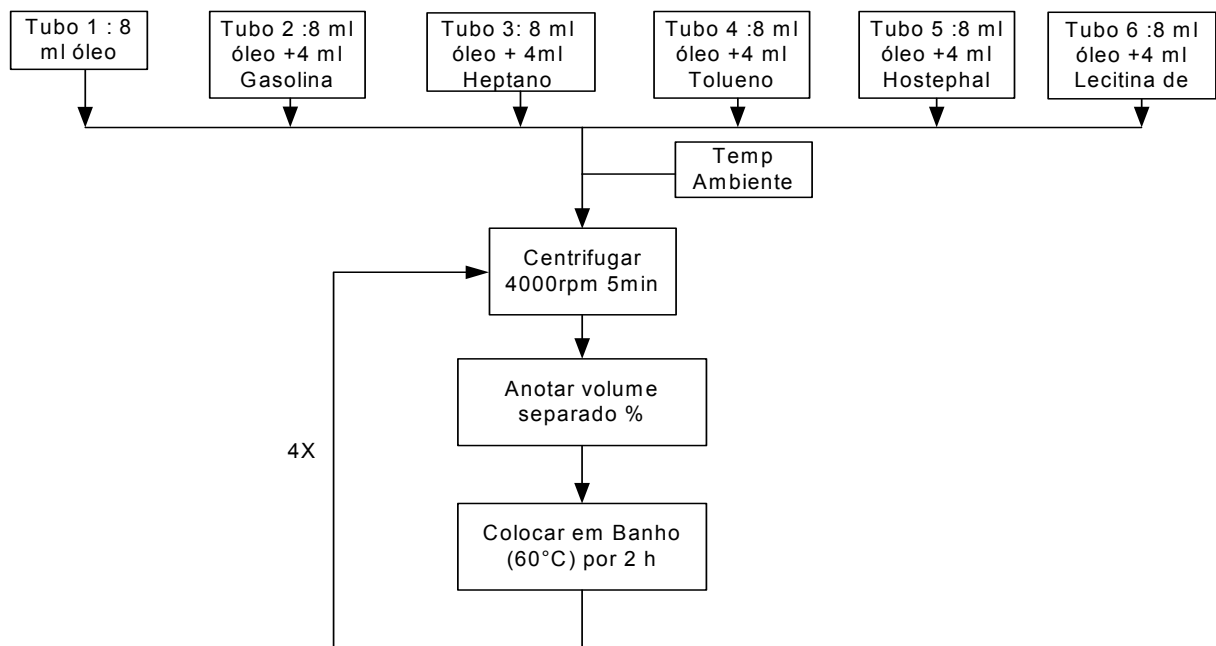 Tubo 1 : 8
ml óleo
Tubo 2 :8 ml
óleo +4 ml
Gasolina
Tubo 3: 8 ml
óleo + 4ml
Heptano
Tubo 4 :8 ml
óleo +4 ml
Tolueno
Tubo 5 :8 ml
óleo +4 ml
Hostephal
Tubo 6 :8 ml
óleo +4 ml
Lecitina de
Temp
Ambiente
Centrifugar
4000rpm 5min
Anotar volume
separado %
4X
Colocar em Banho
(60°C) por 2 h